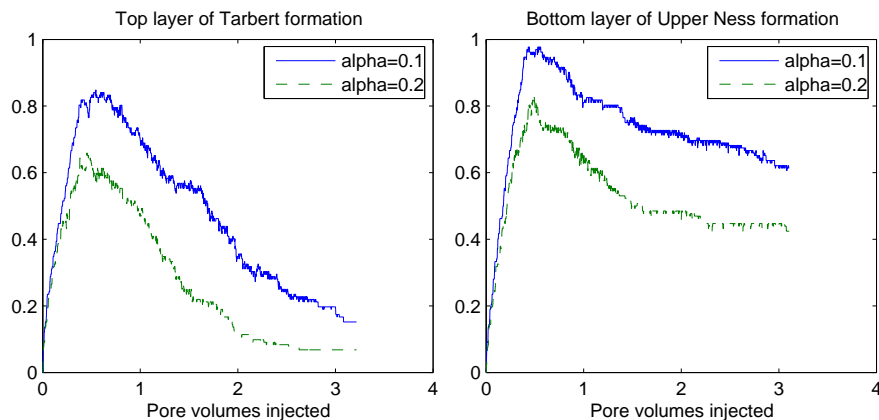 Top layer of Tarbert formation
1
0.8
0.6
0.4
0.2
0
0 1 2 3 4
Pore volumes injected
alpha=0.1
alpha=0.2
Bottom layer of Upper Ness formation
1
0.8
0.6
0.4
0.2
0
0 1 2 3 4
Pore volumes injected
alpha=0.1
alpha=0.2